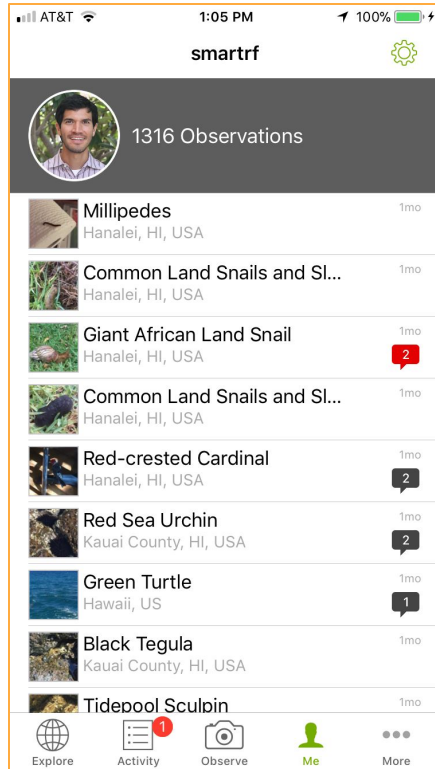 AT&T 1:05 PM 100%
smartrf
1316 Observations
Millipedes 1mo
Hanalei, HI, USA
Common Land Snails and Sl... 1mo
Hanalei, HI, USA
Giant African Land Snail 1mo
Hanalei, HI, USA 2
Common Land Snails and Sl... 1mo
Hanalei, HI, USA
Red-crested Cardinal 1mo
Hanalei, HI, USA 2
Red Sea Urchin 1mo
Kauai County, HI, USA 2
Green Turtle 1mo
Hawaii, US 1
Black Tegula 1mo
Kauai County, HI, USA
Tidepool Sculpin 1mo
1
Explore Activity Observe Me More